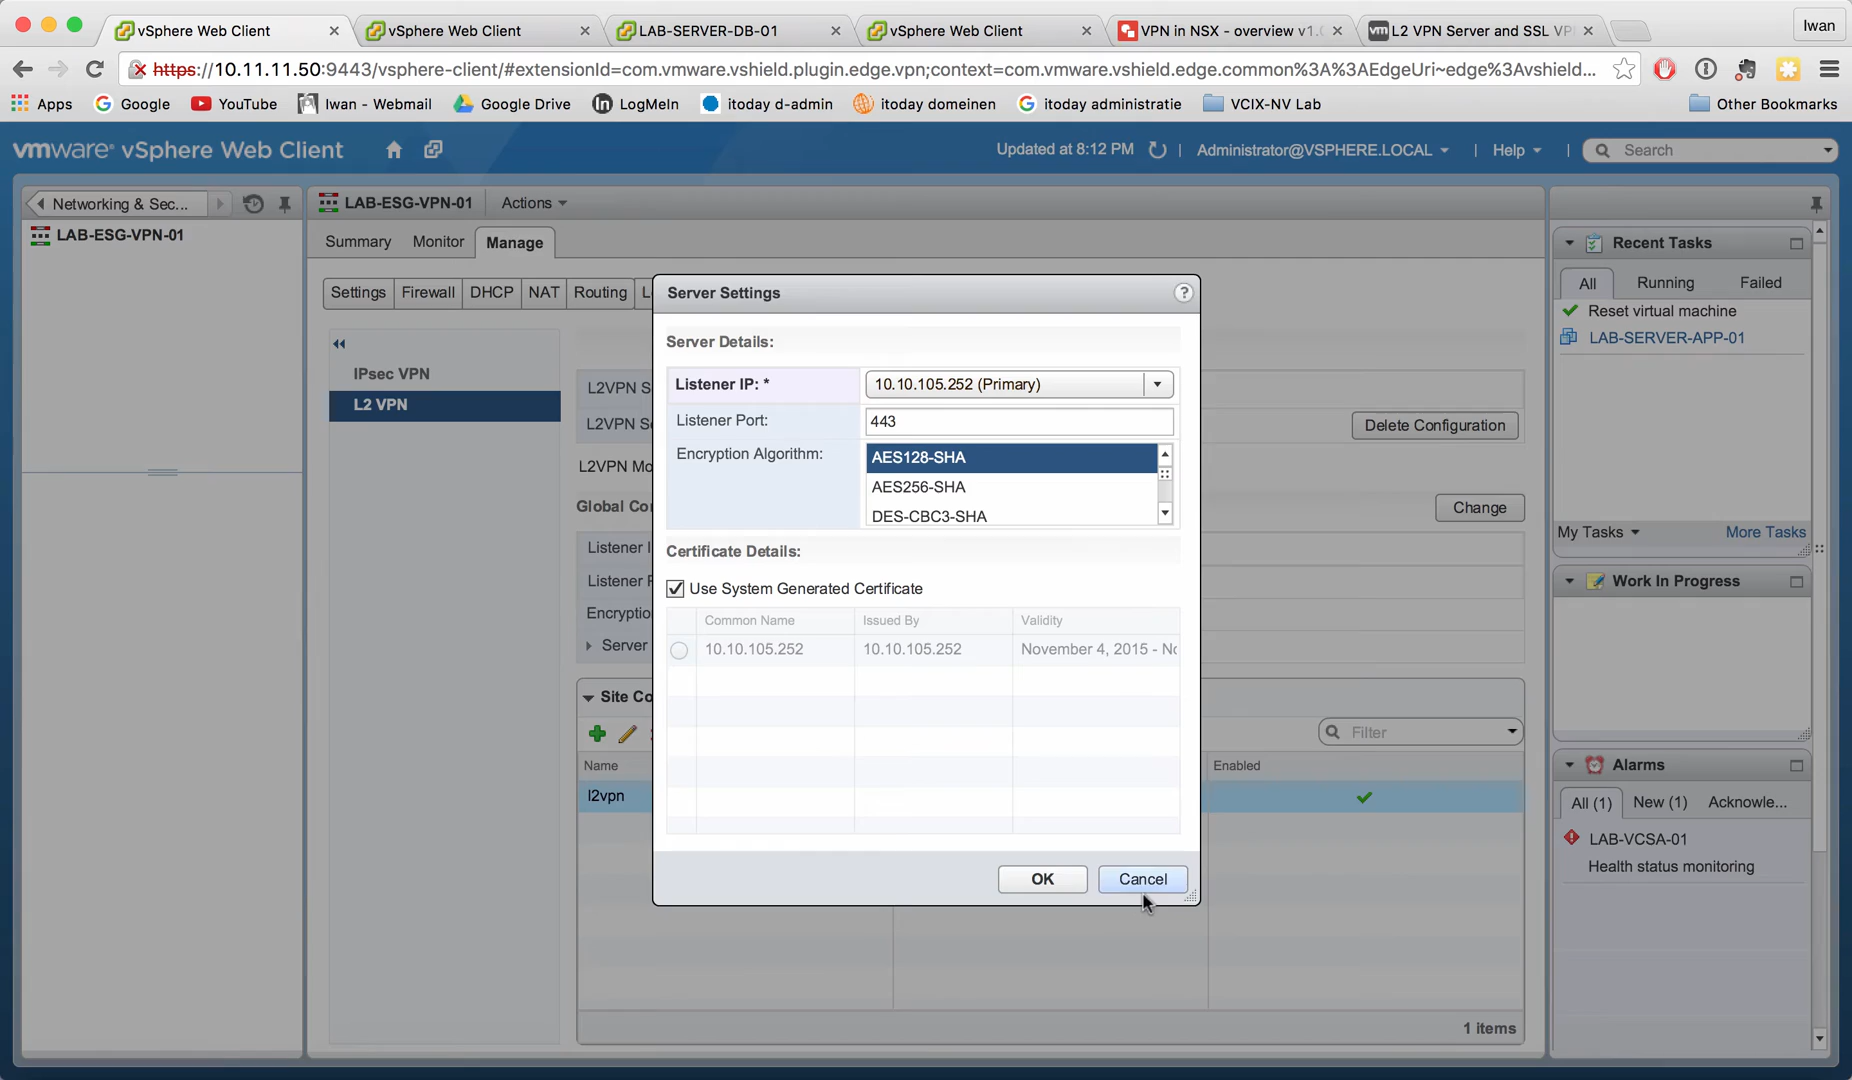 vSphere Web Client
vSphere Web Client
LAB-SERVER-DB-01
vSphere Web Client
VPN in NSX - overview v1.
L2 VPN Server and SSL VP
Iwan
https://10.11.11.50:9443/vsphere-client/#extensionId=com.vmware.vshield.plugin.edge.vpn;context=com.vmware.vshield.edge.common%3A%3AEdgeUri~edge%3Avshield...
Apps
Google
YouTube
Iwan - Webmail
Google Drive
LogMeIn
itoday d-admin
itoday domeinen
itoday administratie
VCIX-NV Lab
Other Bookmarks
vmware® vSphere Web Client
Updated at 8:12 PM
Administrator@VSPHERE.LOCAL
Help
Search
Networking & Sec...
LAB-ESG-VPN-01
LAB-ESG-VPN-01
Actions
Summary
Monitor
Manage
Settings
Firewall
DHCP
NAT
Routing
IPsec VPN
L2 VPN
L2VPN S
L2VPN Se
Delete Configuration
L2VPN Mo
Global Co
Change
Listener I
Encryptio
Server
Site Co
Filter
Name
Enabled
l2vpn
1 items
Server Settings
?
Server Details:
Listener IP: *
10.10.105.252 (Primary)
Listener Port:
443
Encryption Algorithm:
AES128-SHA
AES256-SHA
DES-CBC3-SHA
Certificate Details:
Use System Generated Certificate
Common Name
Issued By
Validity
10.10.105.252
10.10.105.252
November 4, 2015 - No
OK
Cancel
Recent Tasks
All
Running
Failed
Reset virtual machine
LAB-SERVER-APP-01
My Tasks
More Tasks
Work In Progress
Alarms
All (1)
New (1)
Acknowle...
LAB-VCSA-01
Health status monitoring